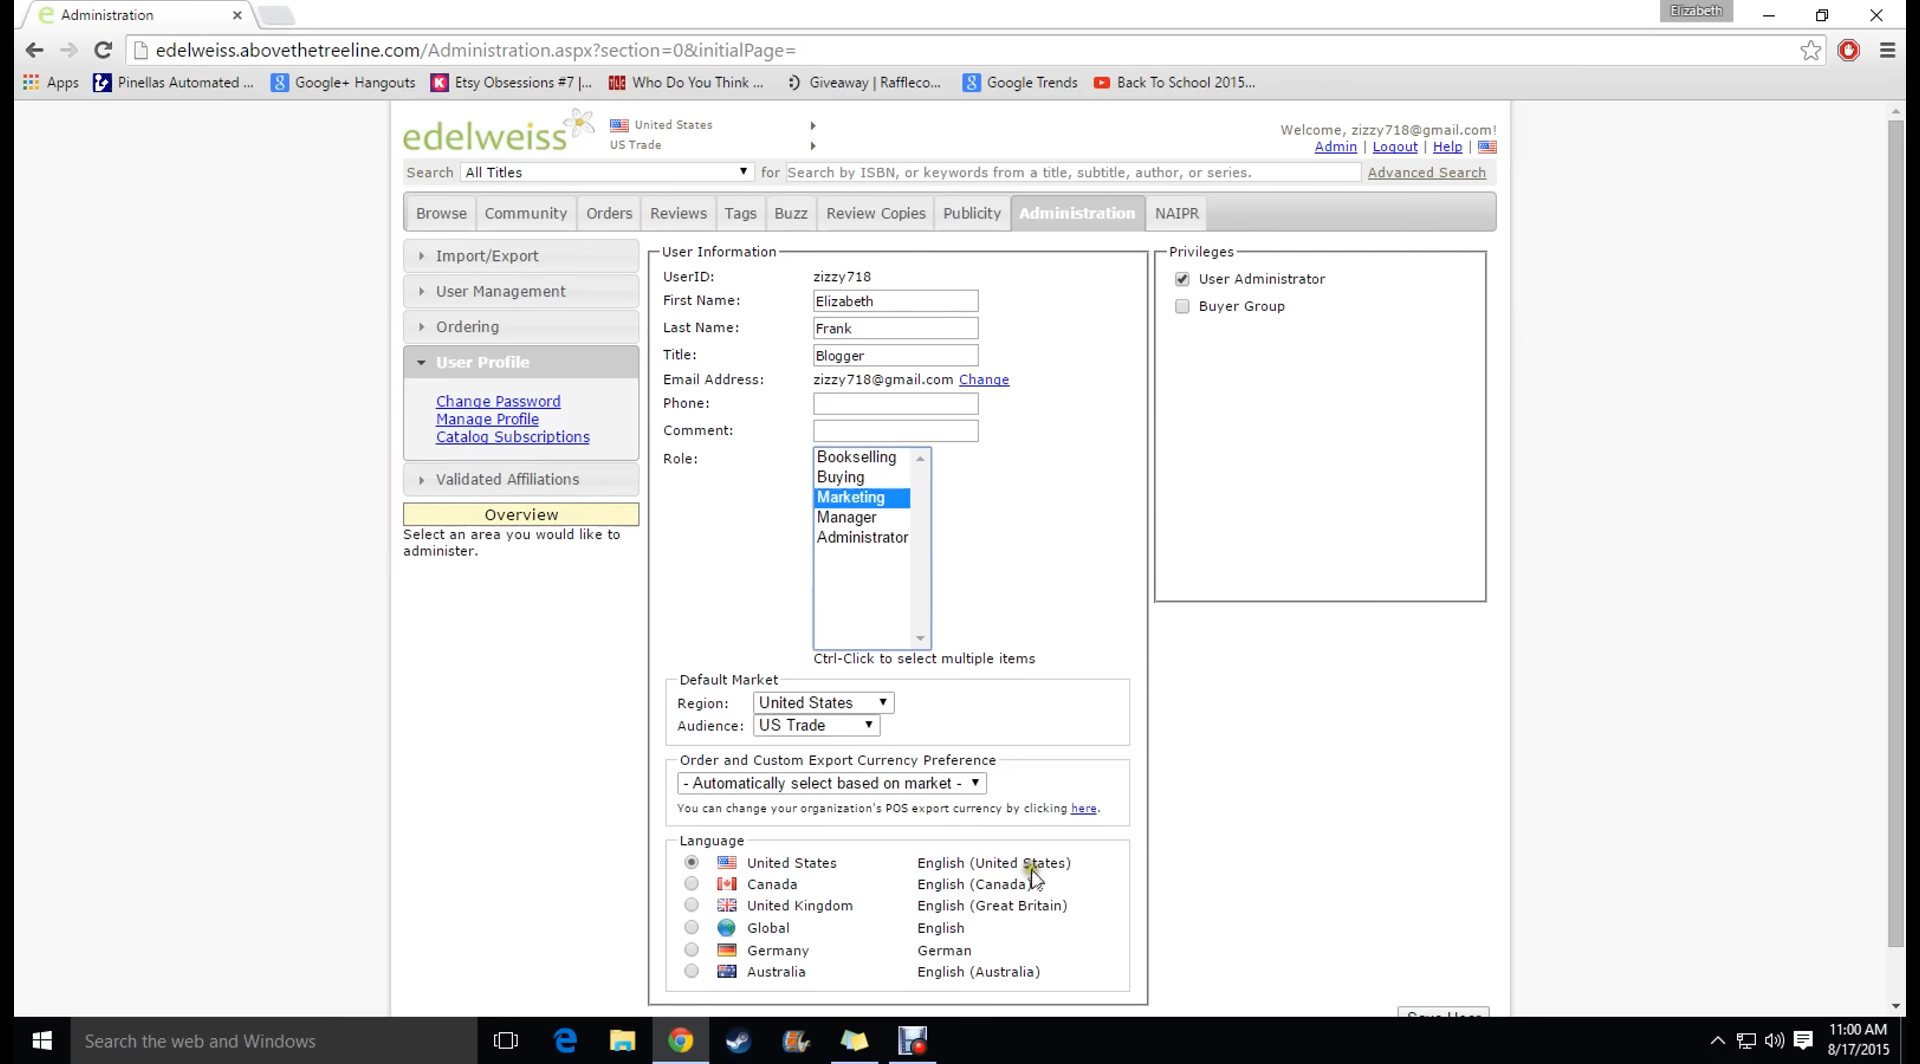 Administration
Elizabeth
edelweiss.abovethetreeline.com/Administration.aspx?section=0&initialPage=
Apps Pinellas Automated ... Google+ Hangouts Etsy Obsessions #7 |... Who Do You Think ... Giveaway | Raffleco... Google Trends Back To School 2015...
edelweiss
United States
US Trade
Welcome, zizzy718@gmail.com!
Admin | Logout | Help |
Search All Titles for Search by ISBN, or keywords from a title, subtitle, author, or series. Advanced Search
Browse Community Orders Reviews Tags Buzz Review Copies Publicity Administration NAIPR
Import/Export
User Management
Ordering
User Profile
Change Password
Manage Profile
Catalog Subscriptions
Validated Affiliations
Overview
Select an area you would like to
administer.
User Information
UserID: zizzy718
First Name: Elizabeth
Last Name: Frank
Title: Blogger
Email Address: zizzy718@gmail.com Change
Phone:
Comment:
Role:
Bookselling
Buying
Marketing
Manager
Administrator
Ctrl-Click to select multiple items
Default Market
Region: United States
Audience: US Trade
Order and Custom Export Currency Preference
- Automatically select based on market -
You can change your organization's POS export currency by clicking here.
Language
United States English (United States)
Canada English (Canada)
United Kingdom English (Great Britain)
Global English
Germany German
Australia English (Australia)
Privileges
User Administrator
Buyer Group
Save User
Search the web and Windows
11:00 AM
8/17/2015